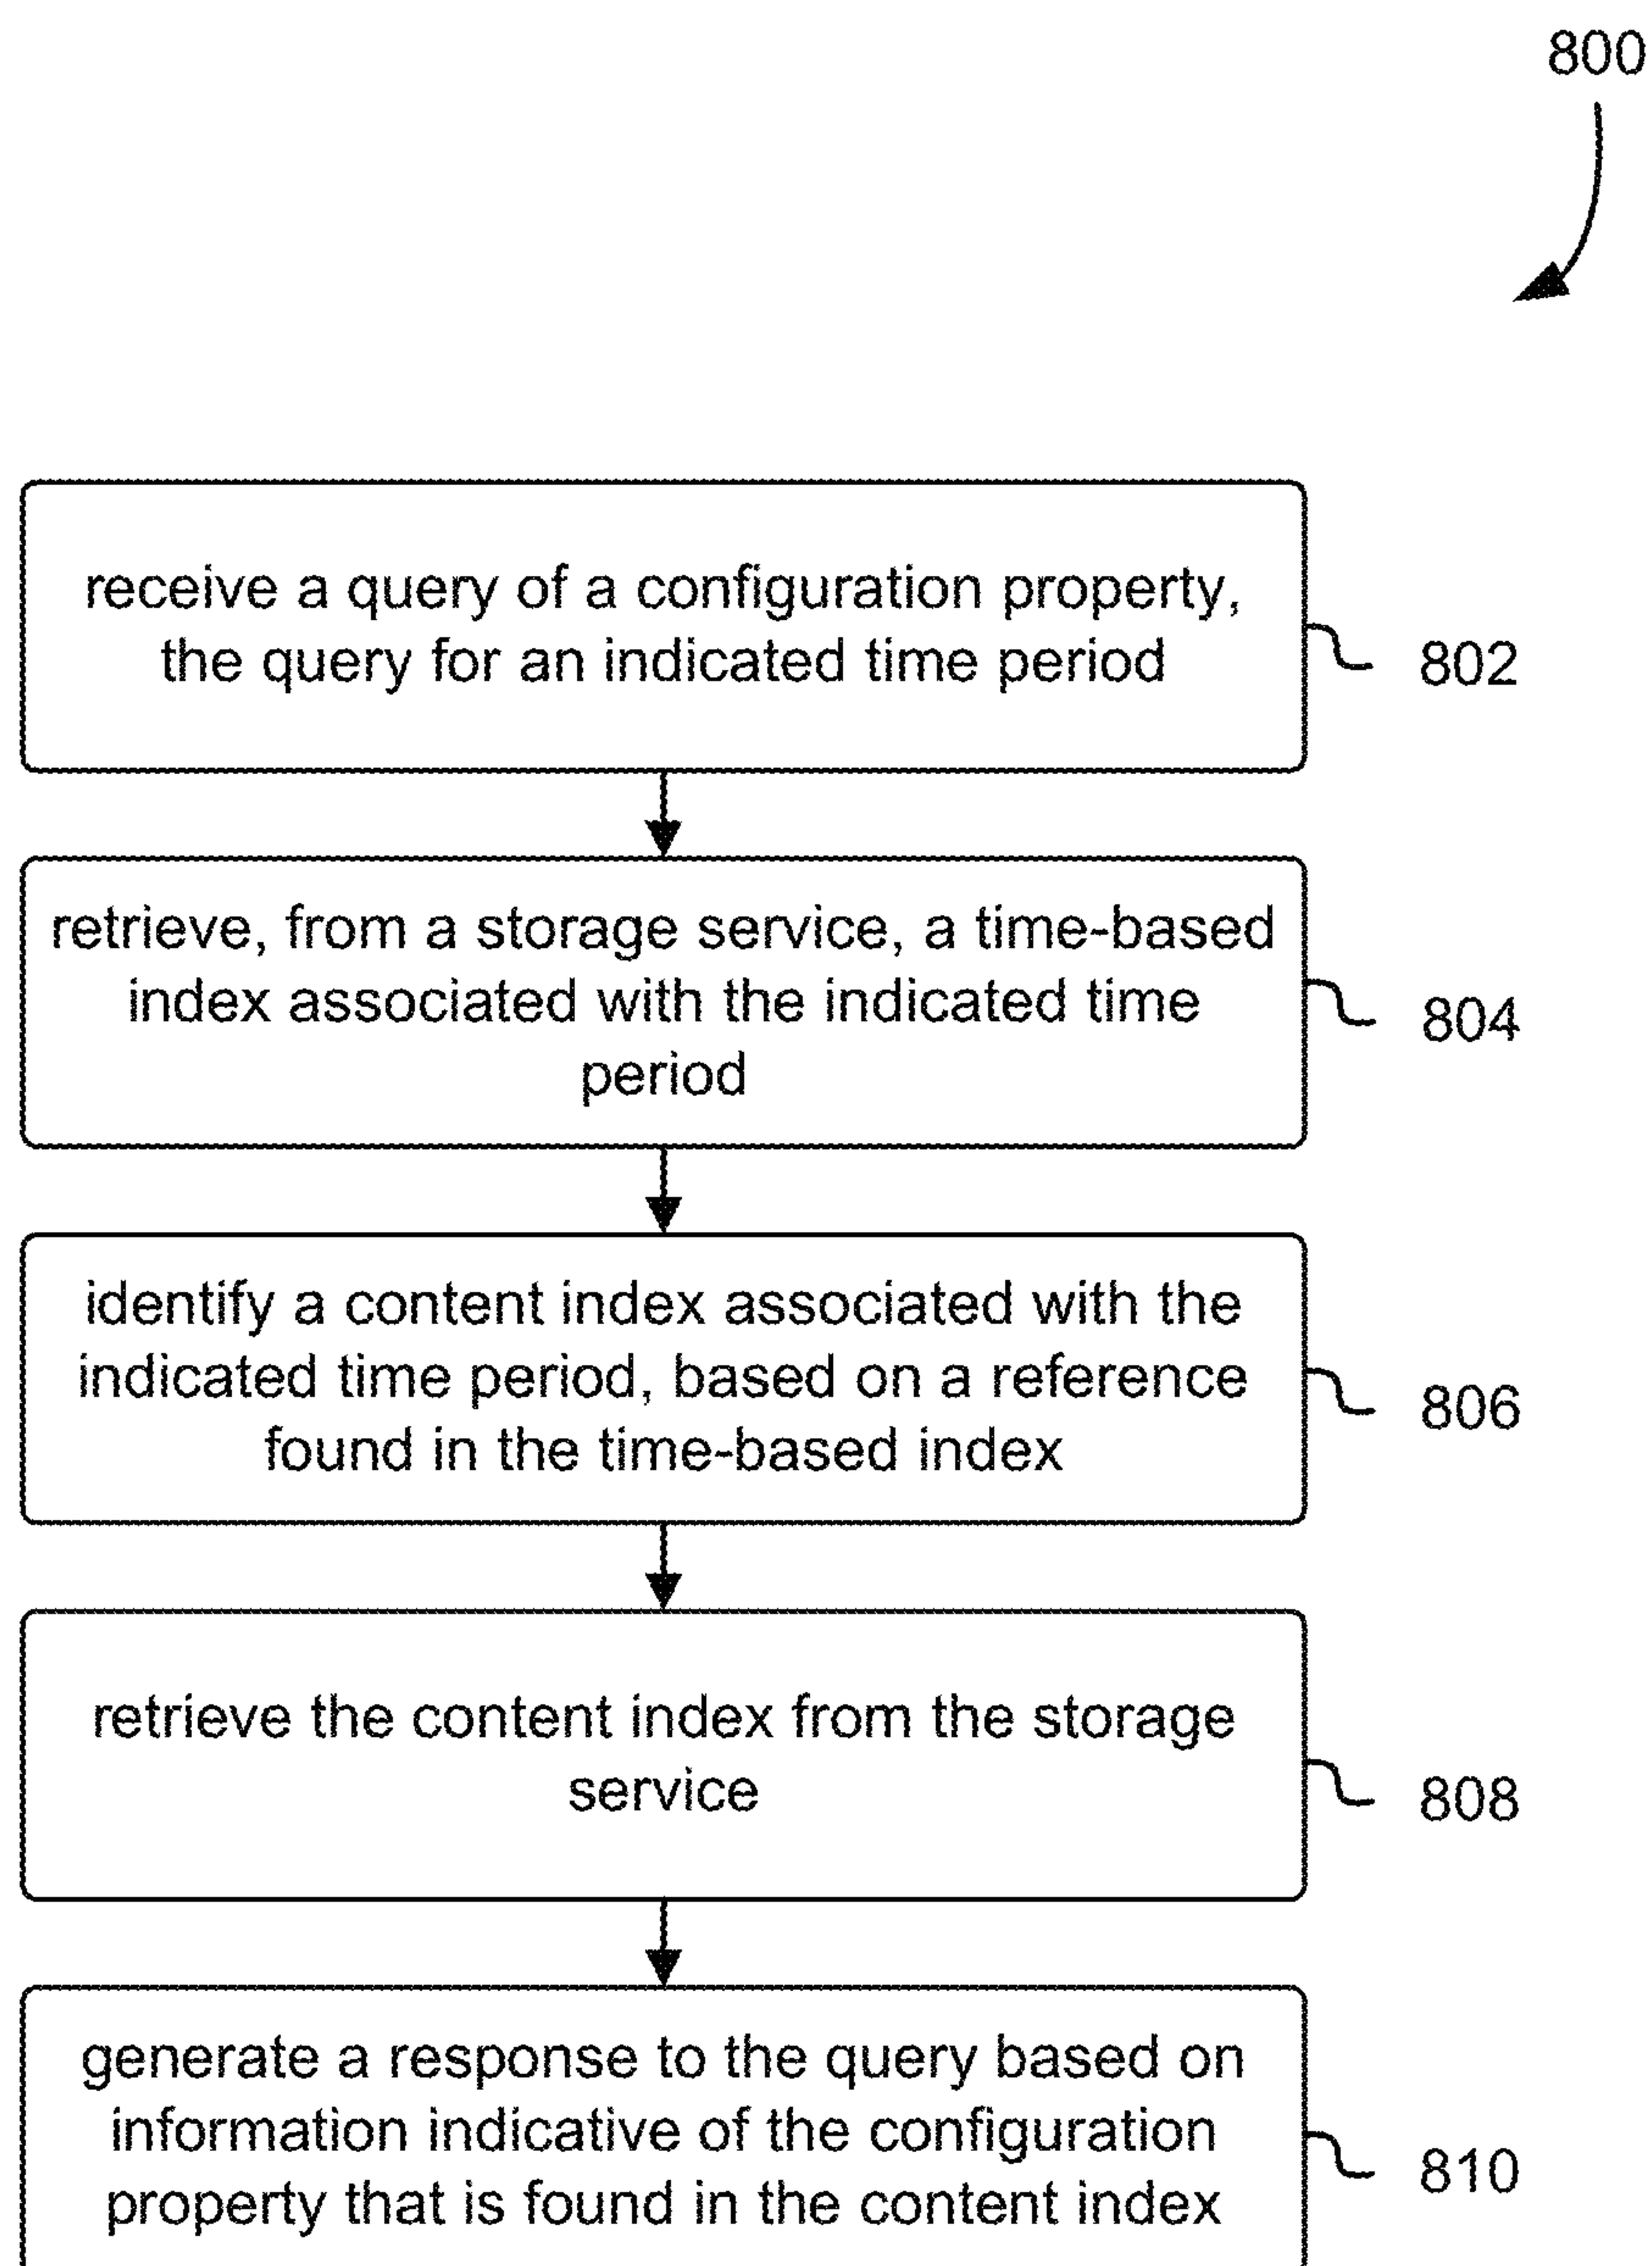 800
receive a query of a configuration property,
the query for an indicated time period
802
retrieve, from a storage service, a time-based
index associated with the indicated time
period
804
identify a content index associated with the
indicated time period, based on a reference
found in the time-based index
806
retrieve the content index from the storage
service
808
generate a response to the query based on
information indicative of the configuration
property that is found in the content index
810